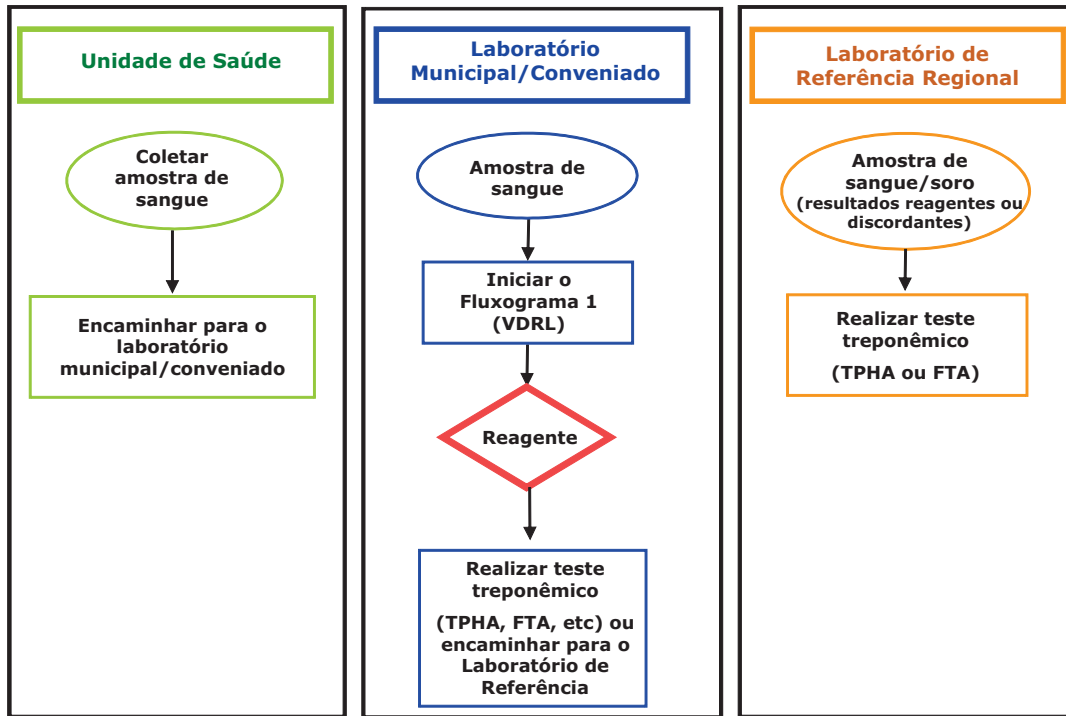 Unidade de Saúde
Coletar
amostra de
sangue
Encaminhar para o
laboratório
municipal/conveniado
Laboratório
Municipal/Conveniado
Amostra de
sangue
Iniciar o
Fluxograma 1
(VDRL)
Reagente
Realizar teste
treponêmico
(TPHA, FTA, etc) ou
encaminhar para o
Laboratório de
Referência
Laboratório de
Referência Regional
Amostra de
sangue/soro
(resultados reagentes ou
discordantes)
Realizar teste
treponêmico
(TPHA ou FTA)